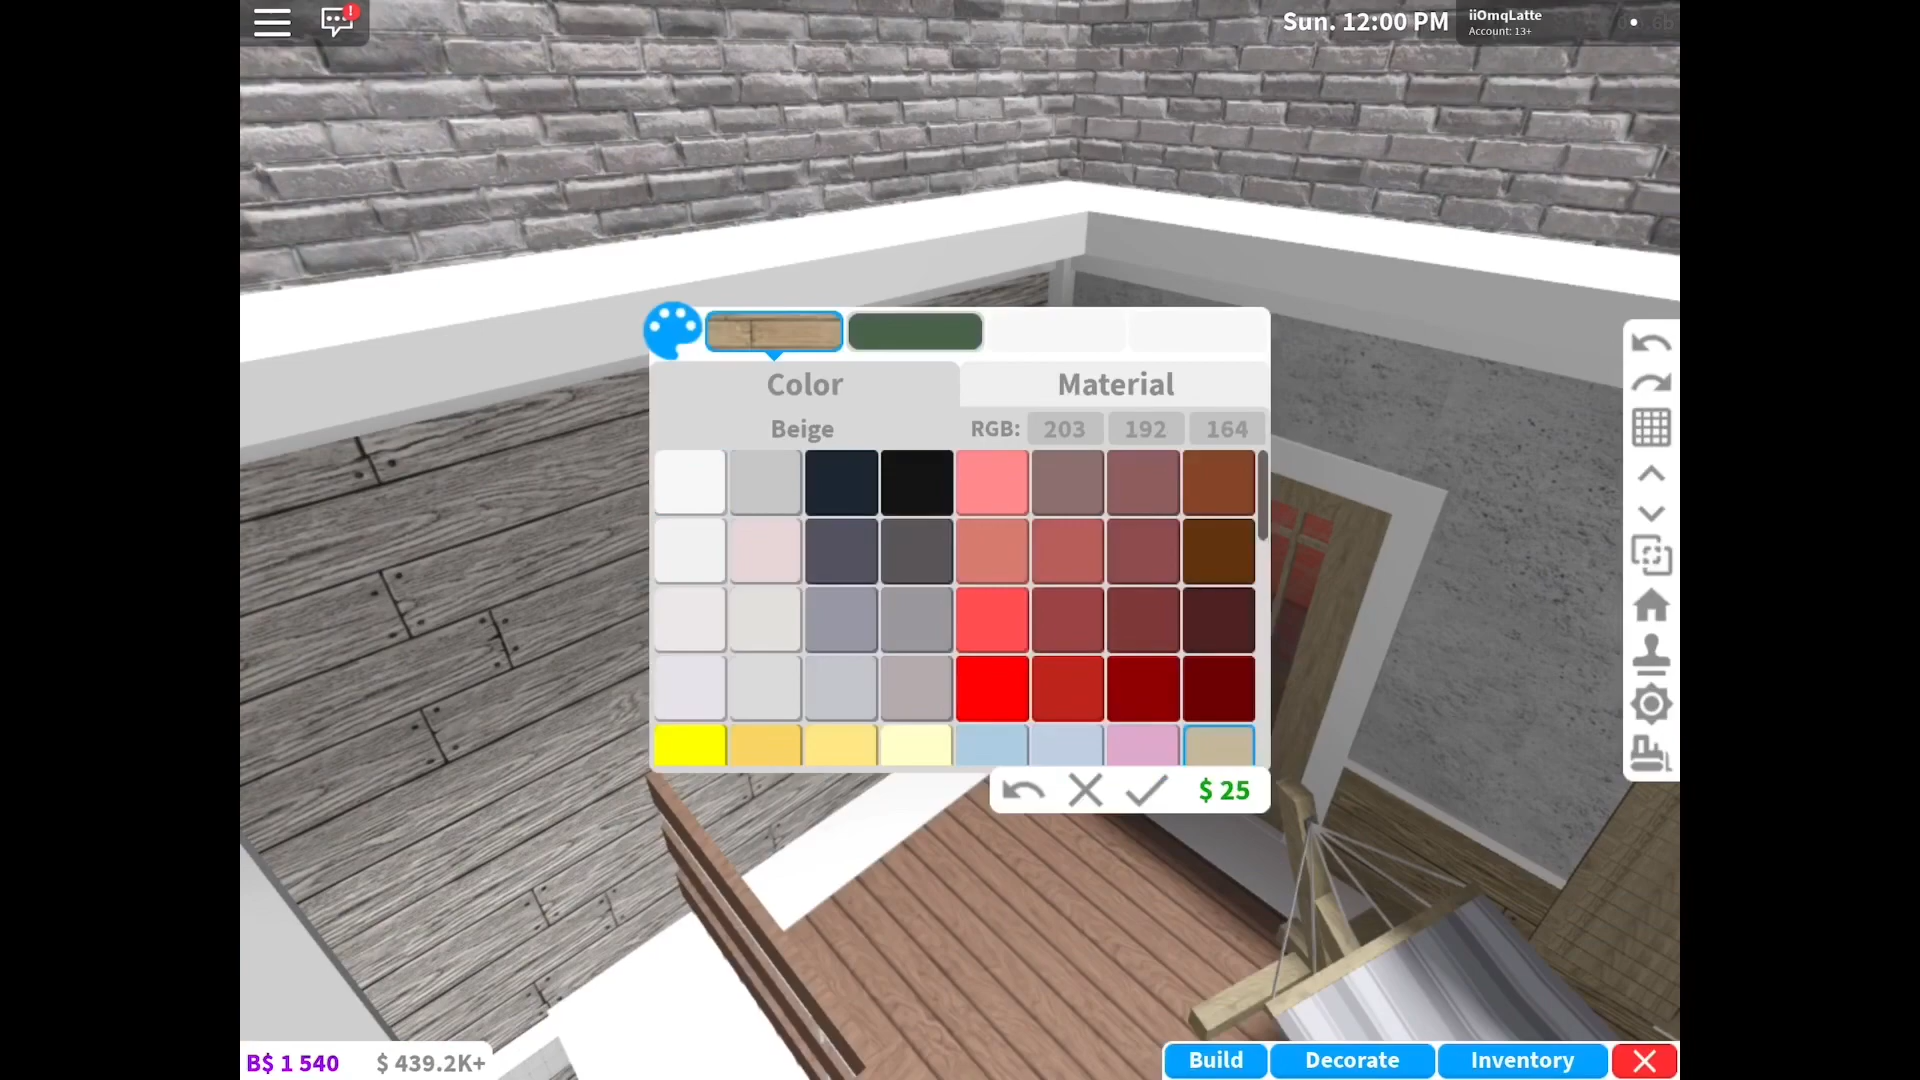 Sun. 12:00 PM
iiOmqLatte
Account: 13+
Color
Material
Beige
RGB: 203 192 164
$ 25
B$ 1 540
$ 439.2K+
Build
Decorate
Inventory